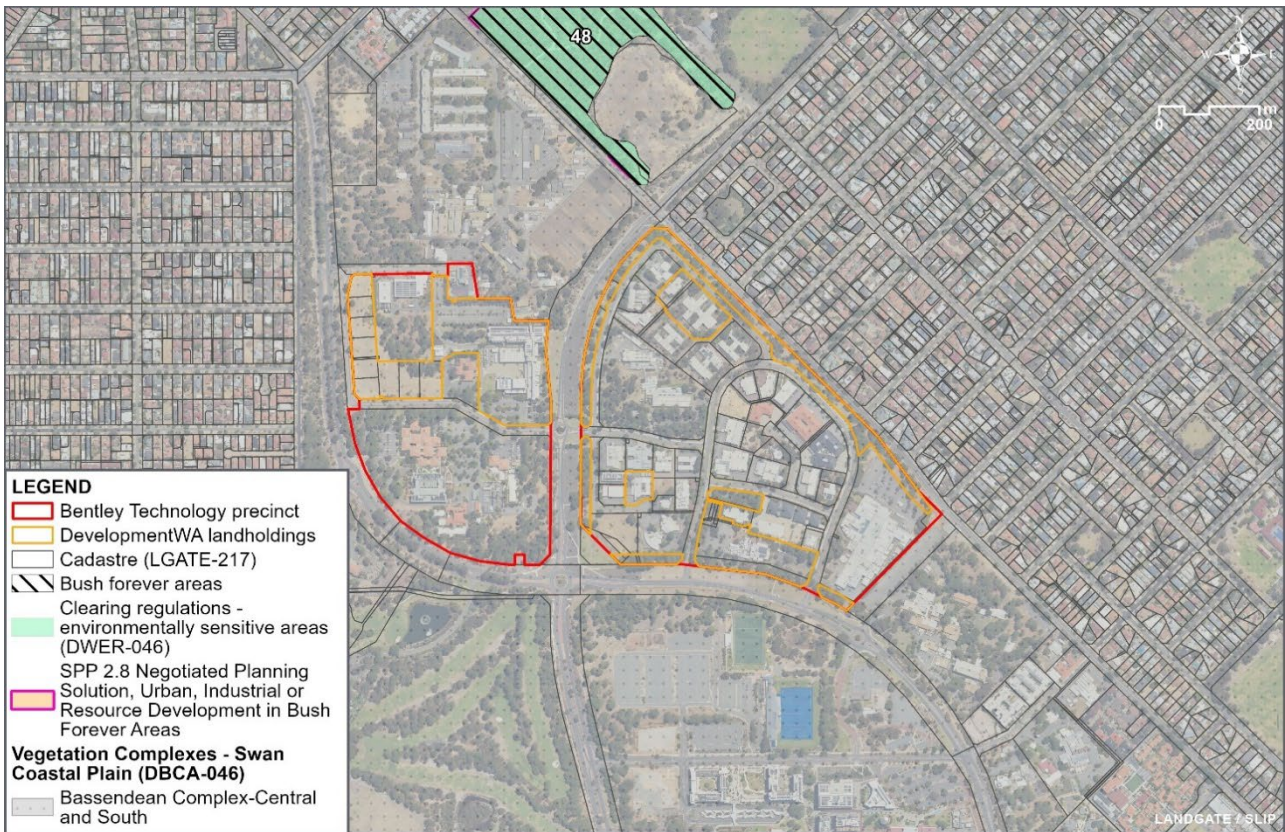 48
N
W
E
S
m
0
200
LEGEND
Bentley Technology precinct
DevelopmentWA landholdings
Cadastre (LGATE-217)
Bush forever areas
Clearing regulations -
environmentally sensitive areas
(DWER-046)
SPP 2.8 Negotiated Planning
Solution, Urban, Industrial or
Resource Development in Bush
Forever Areas
Vegetation Complexes - Swan
Coastal Plain (DBCA-046)
Bassendean Complex-Central
and South
LANDGATE / SLIP